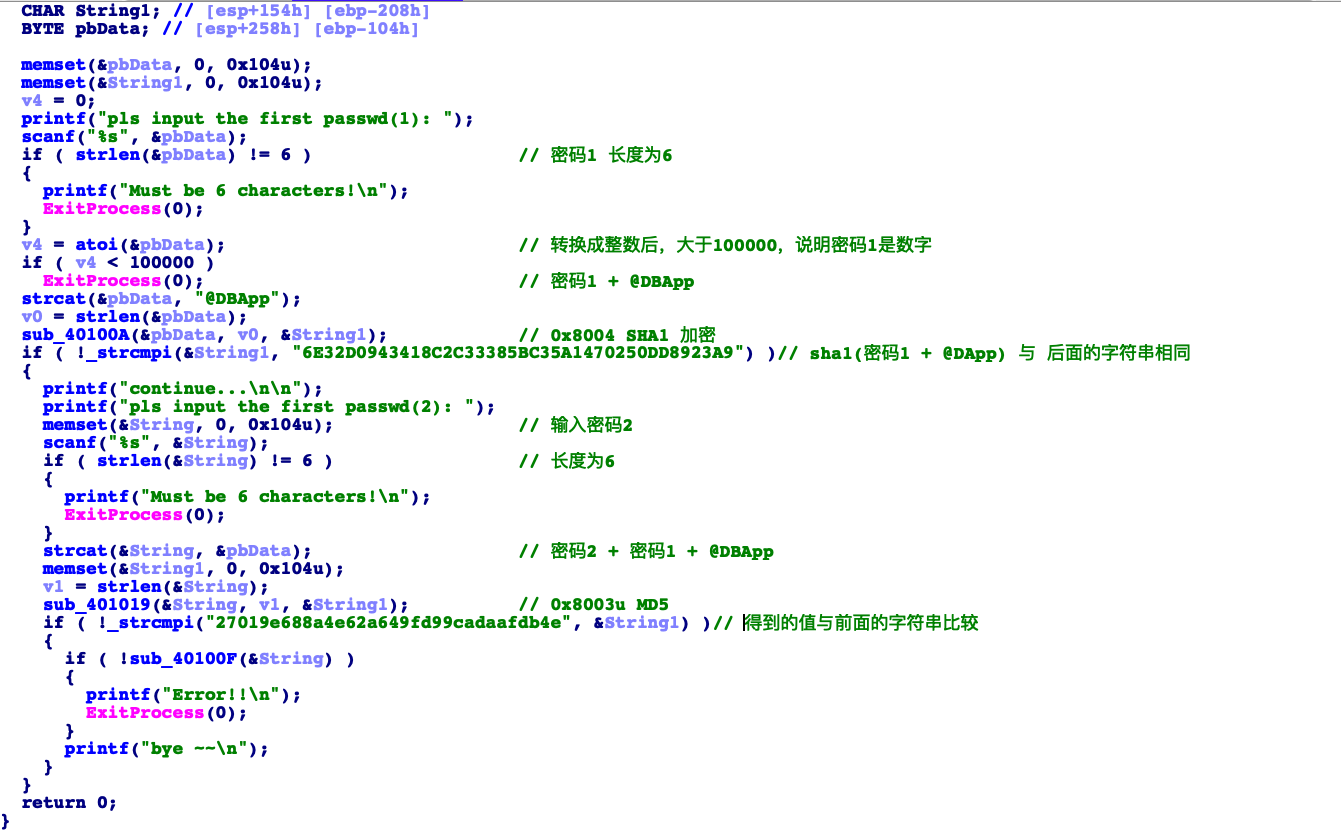 CHAR String1; // [esp+154h] [ebp-208h]
BYTE pbData; // [esp+258h] [ebp-104h]
memset(&pbData, 0, 0x104u);
memset(&String1, 0, 0x104u);
v4 = 0;
printf("pls input the first passwd(1): ");
scanf("%s", &pbData);
if ( strlen(&pbData) != 6 ) // 密码1 长度为6
{
printf("Must be 6 characters!\n");
ExitProcess(0);
}
v4 = atoi(&pbData); // 转换成整数后，大于100000，说明密码1是数字
if ( v4 < 100000 )
ExitProcess(0); // 密码1 + @DBApp
strcat(&pbData, "@DBApp");
v0 = strlen(&pbData);
sub_40100A(&pbData, v0, &String1); // 0x8004 SHA1 加密
if ( !_strcmpi(&String1, "6E32D0943418C2C33385BC35A1470250DD8923A9") )// sha1(密码1 + @DApp) 与 后面的字符串相同
{
printf("continue...\n\n");
printf("pls input the first passwd(2): ");
memset(&String, 0, 0x104u); // 输入密码2
scanf("%s", &String);
if ( strlen(&String) != 6 ) // 长度为6
{
printf("Must be 6 characters!\n");
ExitProcess(0);
}
strcat(&String, &pbData); // 密码2 + 密码1 + @DBApp
memset(&String1, 0, 0x104u);
v1 = strlen(&String);
sub_401019(&String, v1, &String1); // 0x8003u MD5
if ( !_strcmpi("27019e688a4e62a649fd99cadaafdb4e", &String1) )// 得到的值与前面的字符串比较
{
if ( !sub_40100F(&String) )
{
printf("Error!!\n");
ExitProcess(0);
}
printf("bye ~~\n");
}
}
return 0;
}